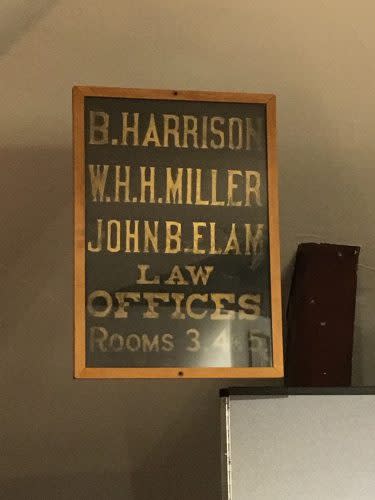 B. HARRISON
W.H.H. MILLER
JOHN B. ELAM
LAW
OFFICES
ROOMS 3 4 & 5